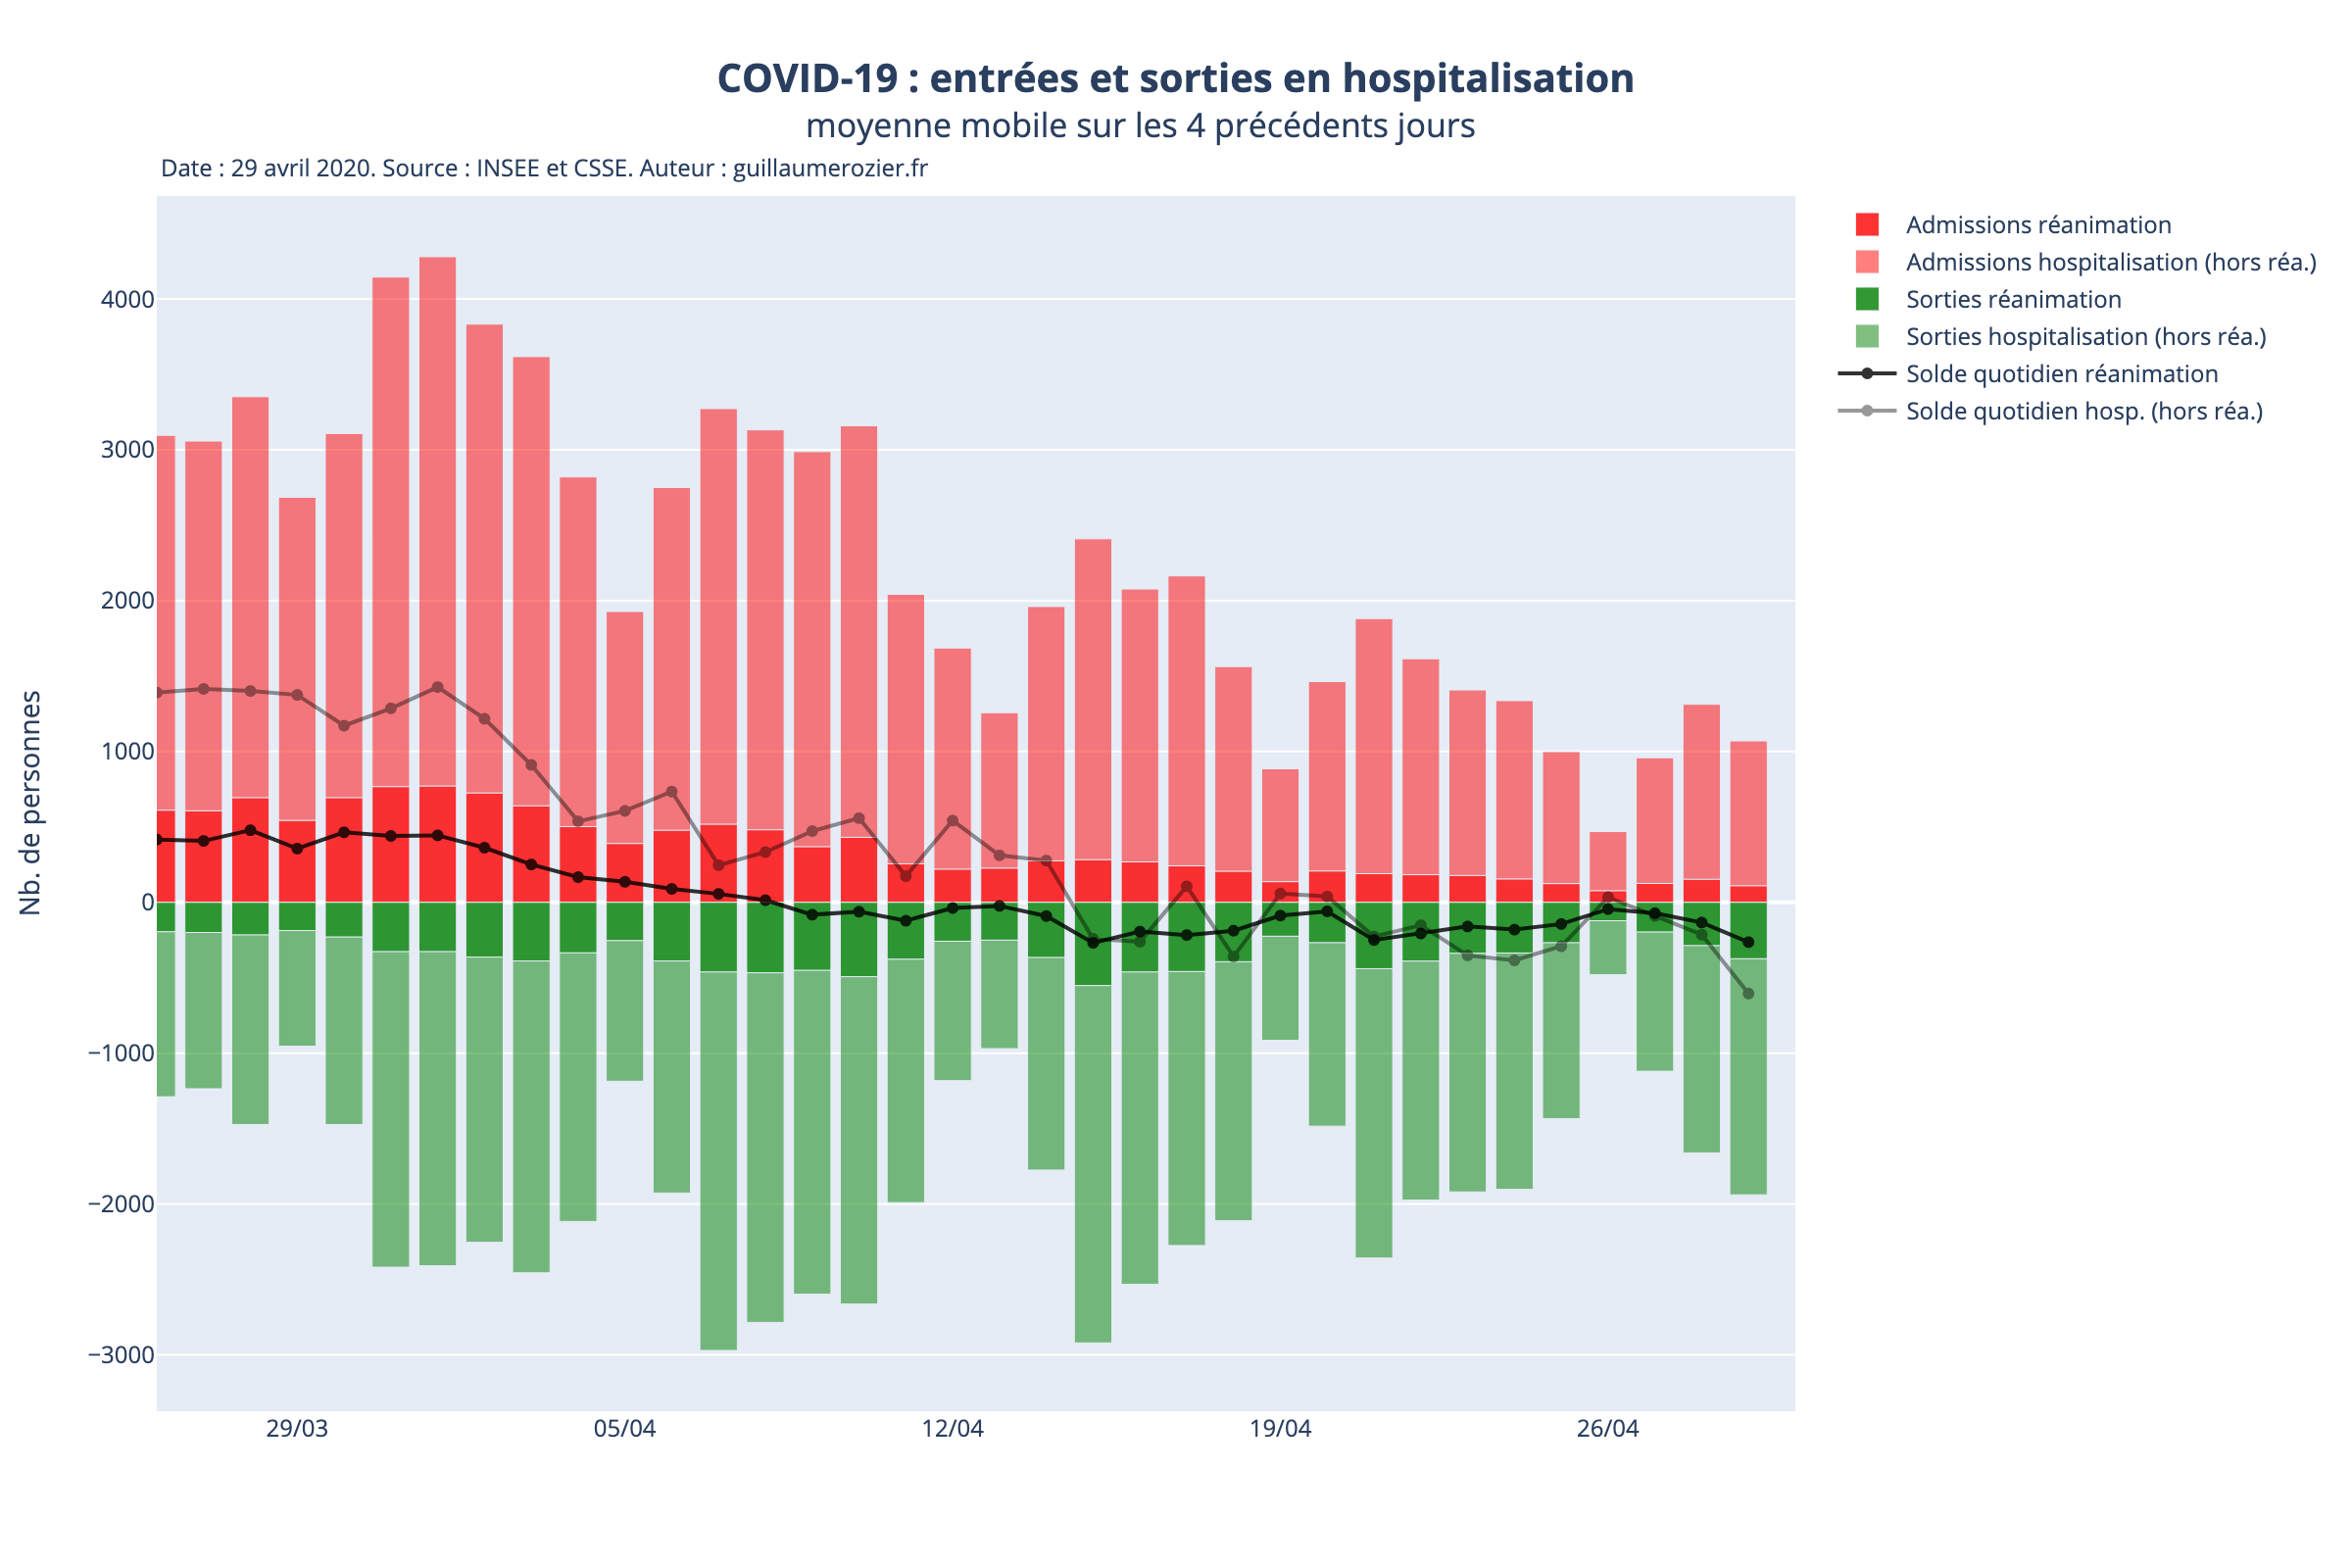 COVID-19 : entrées et sorties en hospitalisation
moyenne mobile sur les 4 précédents jours
Date : 29 avril 2020. Source : INSEE et CSSE. Auteur : guillaumerozier.fr
Admissions réanimation
Admissions hospitalisation (hors réa.)
Sorties réanimation
Sorties hospitalisation (hors réa.)
Solde quotidien réanimation
Solde quotidien hosp. (hors réa.)
Nb. de personnes
4000
3000
2000
1000
0
−1000
−2000
−3000
29/03 05/04 12/04 19/04 26/04